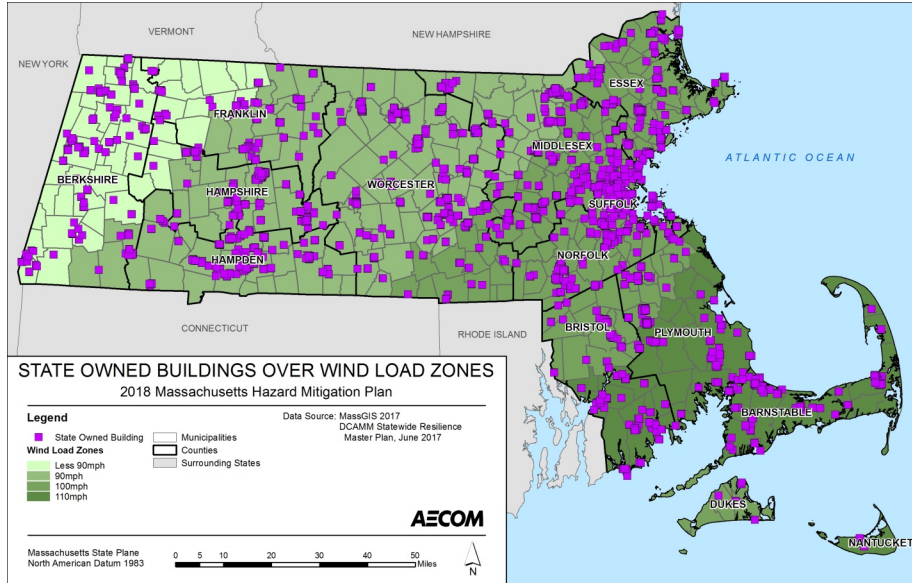 VERMONT
NEW HAMPSHIRE
NEW YORK
ESSEX
FRANKLIN
MIDDLESEX
ATLANTIC OCEAN
BERKSHIRE
HAMPSHIRE
WORCESTER
SUFFOLK
HAMPDEN
NORFOLK
CONNECTICUT
RHODE ISLAND
BRISTOL
PLYMOUTH
BARNSTABLE
DUKES
NANTUCKET
STATE OWNED BUILDINGS OVER WIND LOAD ZONES
2018 Massachusetts Hazard Mitigation Plan
Legend
State Owned Building
Wind Load Zones
Less 90mph
90mph
100mph
110mph
Municipalities
Counties
Surrounding States
Data Source: MassGIS 2017
DCAMM Statewide Resilience
Master Plan, June 2017
AECOM
Massachusetts State Plane
North American Datum 1983
0 5 10 20 30 40 50
Miles
N